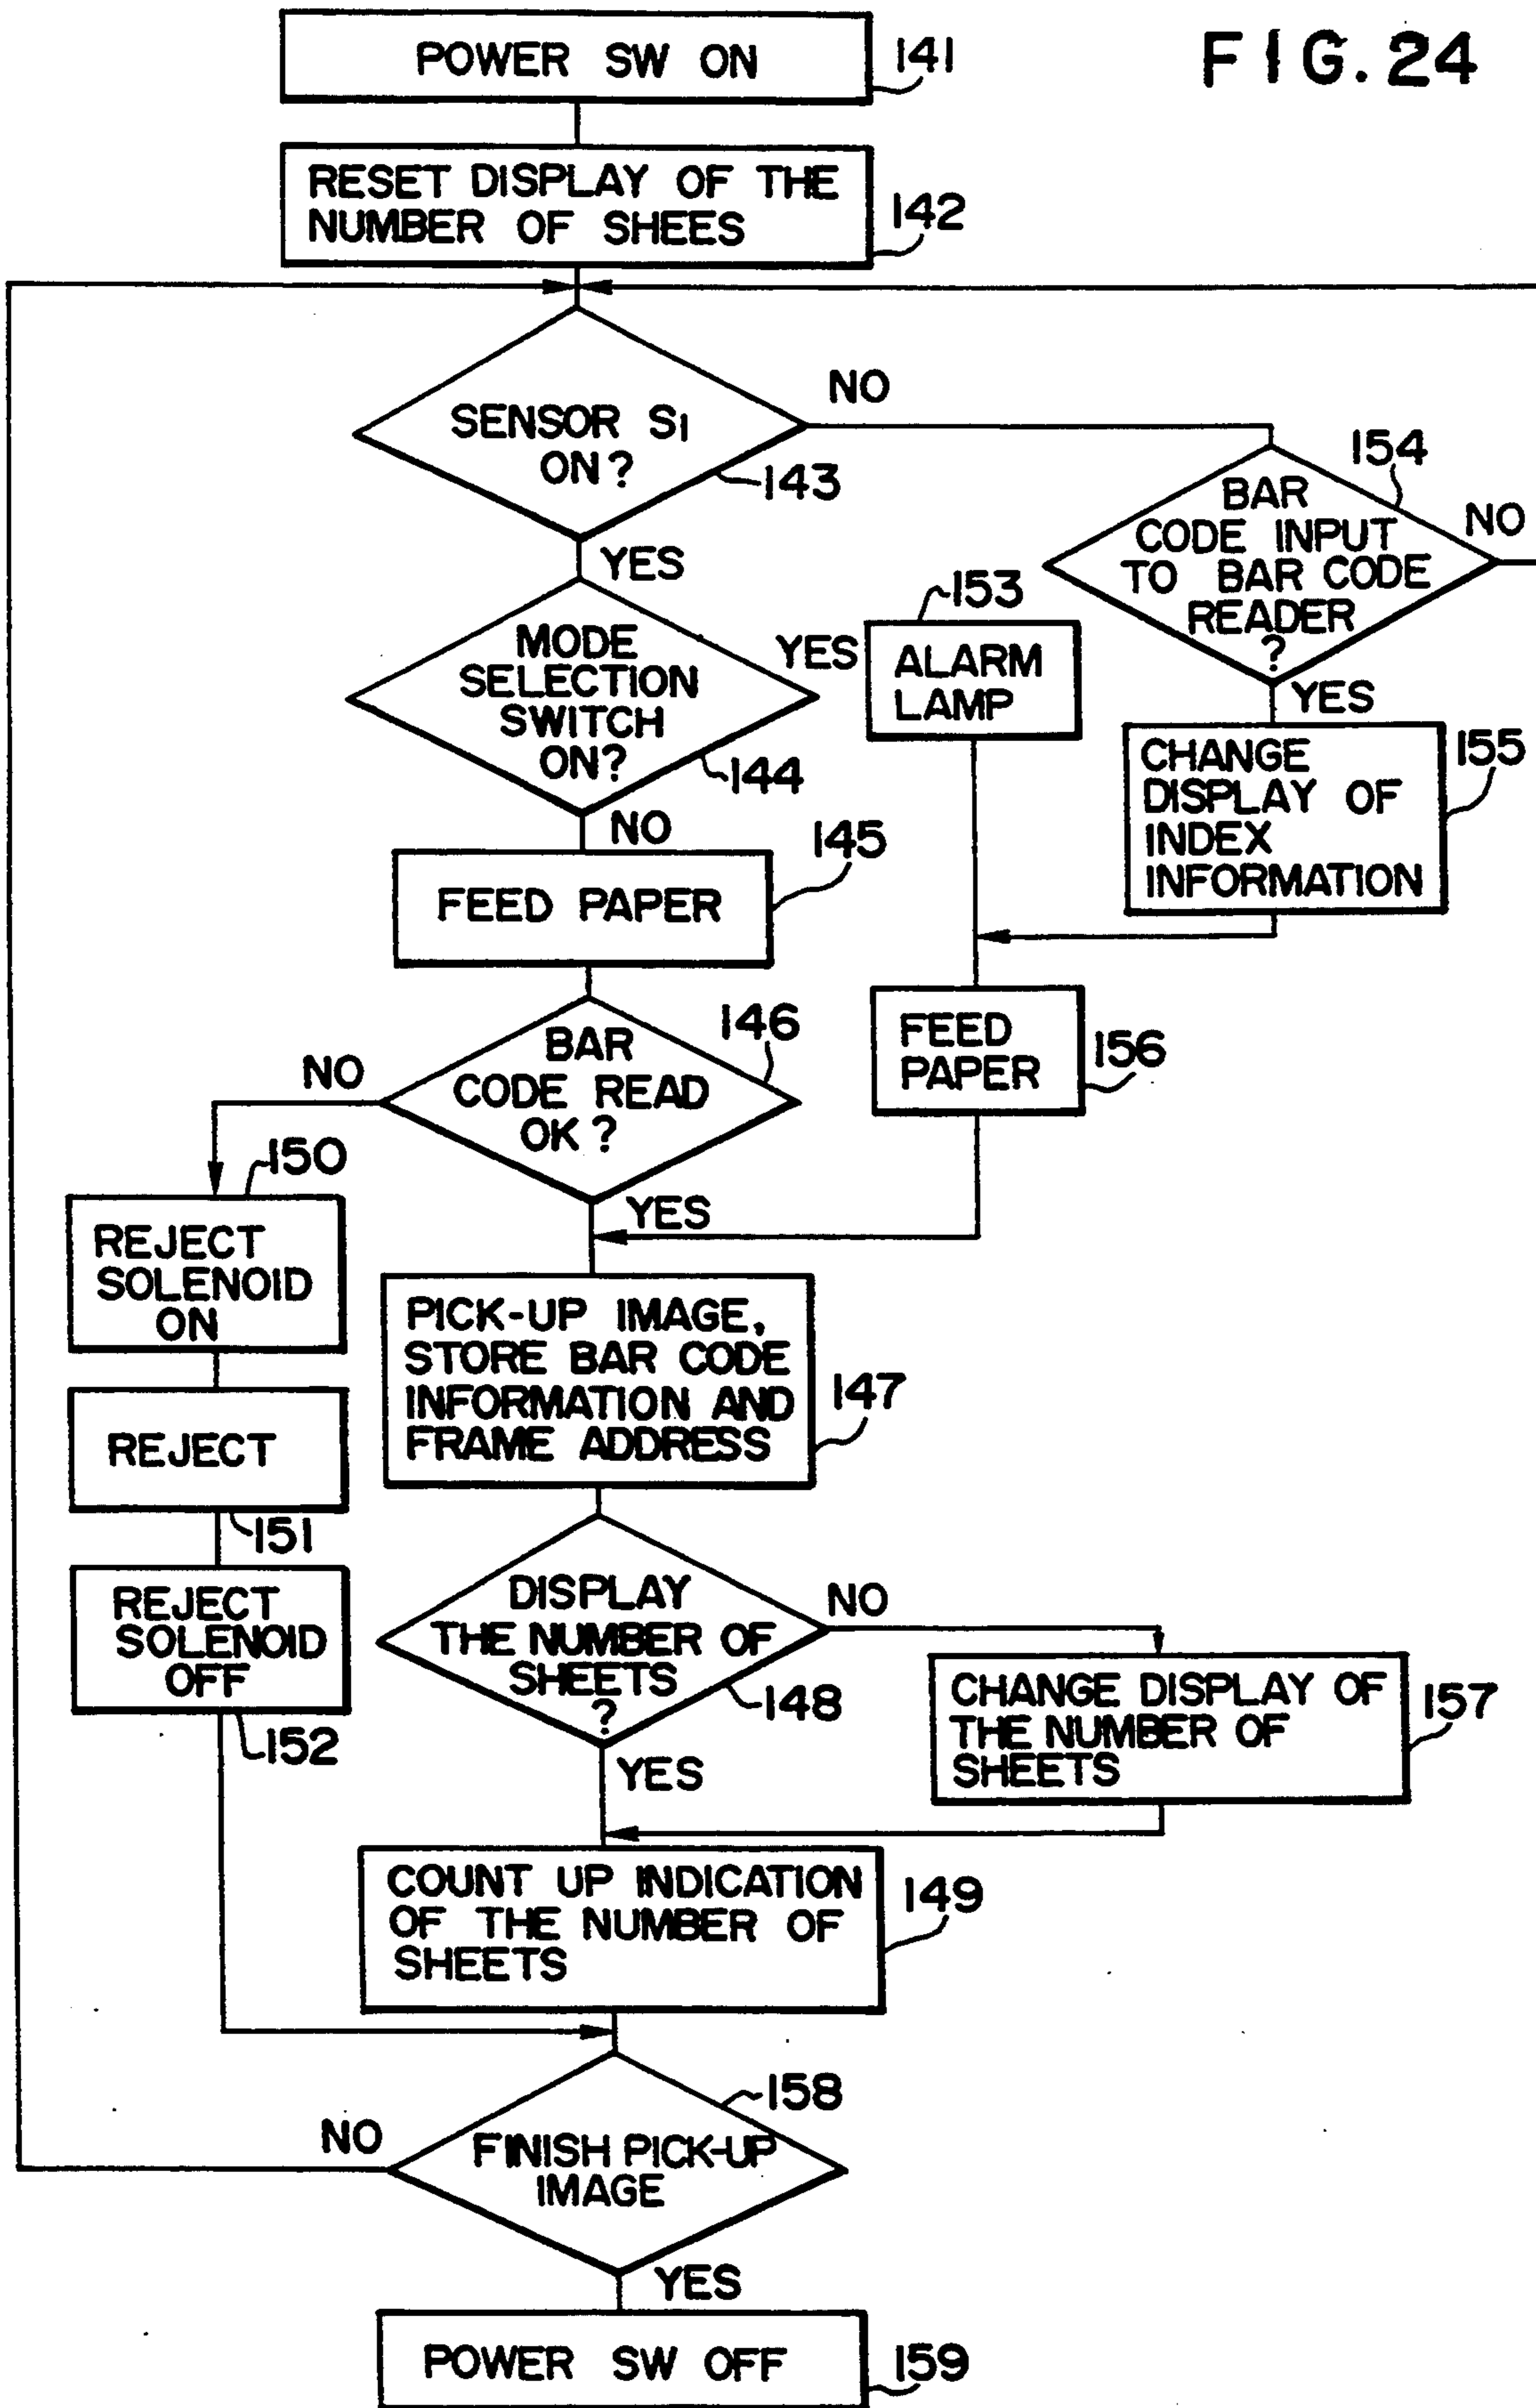 FIG. 24
POWER SW ON
141
RESET DISPLAY OF THE
NUMBER OF SHEES
142
SENSOR S1
ON?
143
NO
YES
154
BAR
CODE INPUT
TO BAR CODE
READER
?
NO
YES
MODE
SELECTION
SWITCH
ON?
144
YES
NO
153
ALARM
LAMP
CHANGE
DISPLAY OF
INDEX
INFORMATION
155
FEED PAPER
145
BAR
CODE READ
OK?
146
NO
YES
FEED
PAPER
156
150
REJECT
SOLENOID
ON
REJECT
151
REJECT
SOLENOID
OFF
152
PICK-UP IMAGE,
STORE BAR CODE
INFORMATION AND
FRAME ADDRESS
147
DISPLAY
THE NUMBER OF
SHEETS
?
148
NO
YES
CHANGE DISPLAY OF
THE NUMBER OF
SHEETS
157
COUNT UP INDICATION
OF THE NUMBER OF
SHEETS
149
158
FINISH PICK-UP
IMAGE
NO
YES
POWER SW OFF
159